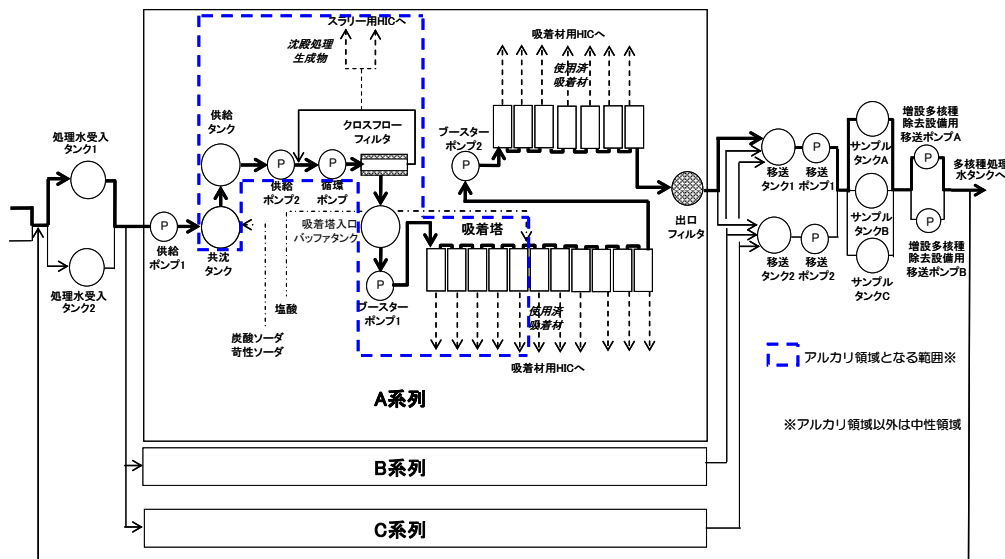 スラリー用HICへ
沈殿処理
生成物
吸着材用HICへ
使用済
吸着材
処理水受入
タンク1
供給
タンク
クロスフロー
フィルタ
ブースター
ポンプ2
P
P
P
供給
ポンプ2
循環
ポンプ
P
供給
ポンプ1
共沈
タンク
吸着塔入口
バッファタンク
吸着塔
出口
フィルタ
P
移送
タンク1
移送
ポンプ1
サンプル
タンクA
増設多核種
除去設備用
移送ポンプA
P
多核種処理
水タンクへ
サンプル
タンクB
P
増設多核種
除去設備用
移送ポンプB
P
移送
タンク2
移送
ポンプ2
サンプル
タンクC
処理水受入
タンク2
P
ブースター
ポンプ1
塩酸
炭酸ソーダ
苛性ソーダ
使用済
吸着材
吸着材用HICへ
アルカリ領域となる範囲※
※アルカリ領域以外は中性領域
A系列
B系列
C系列